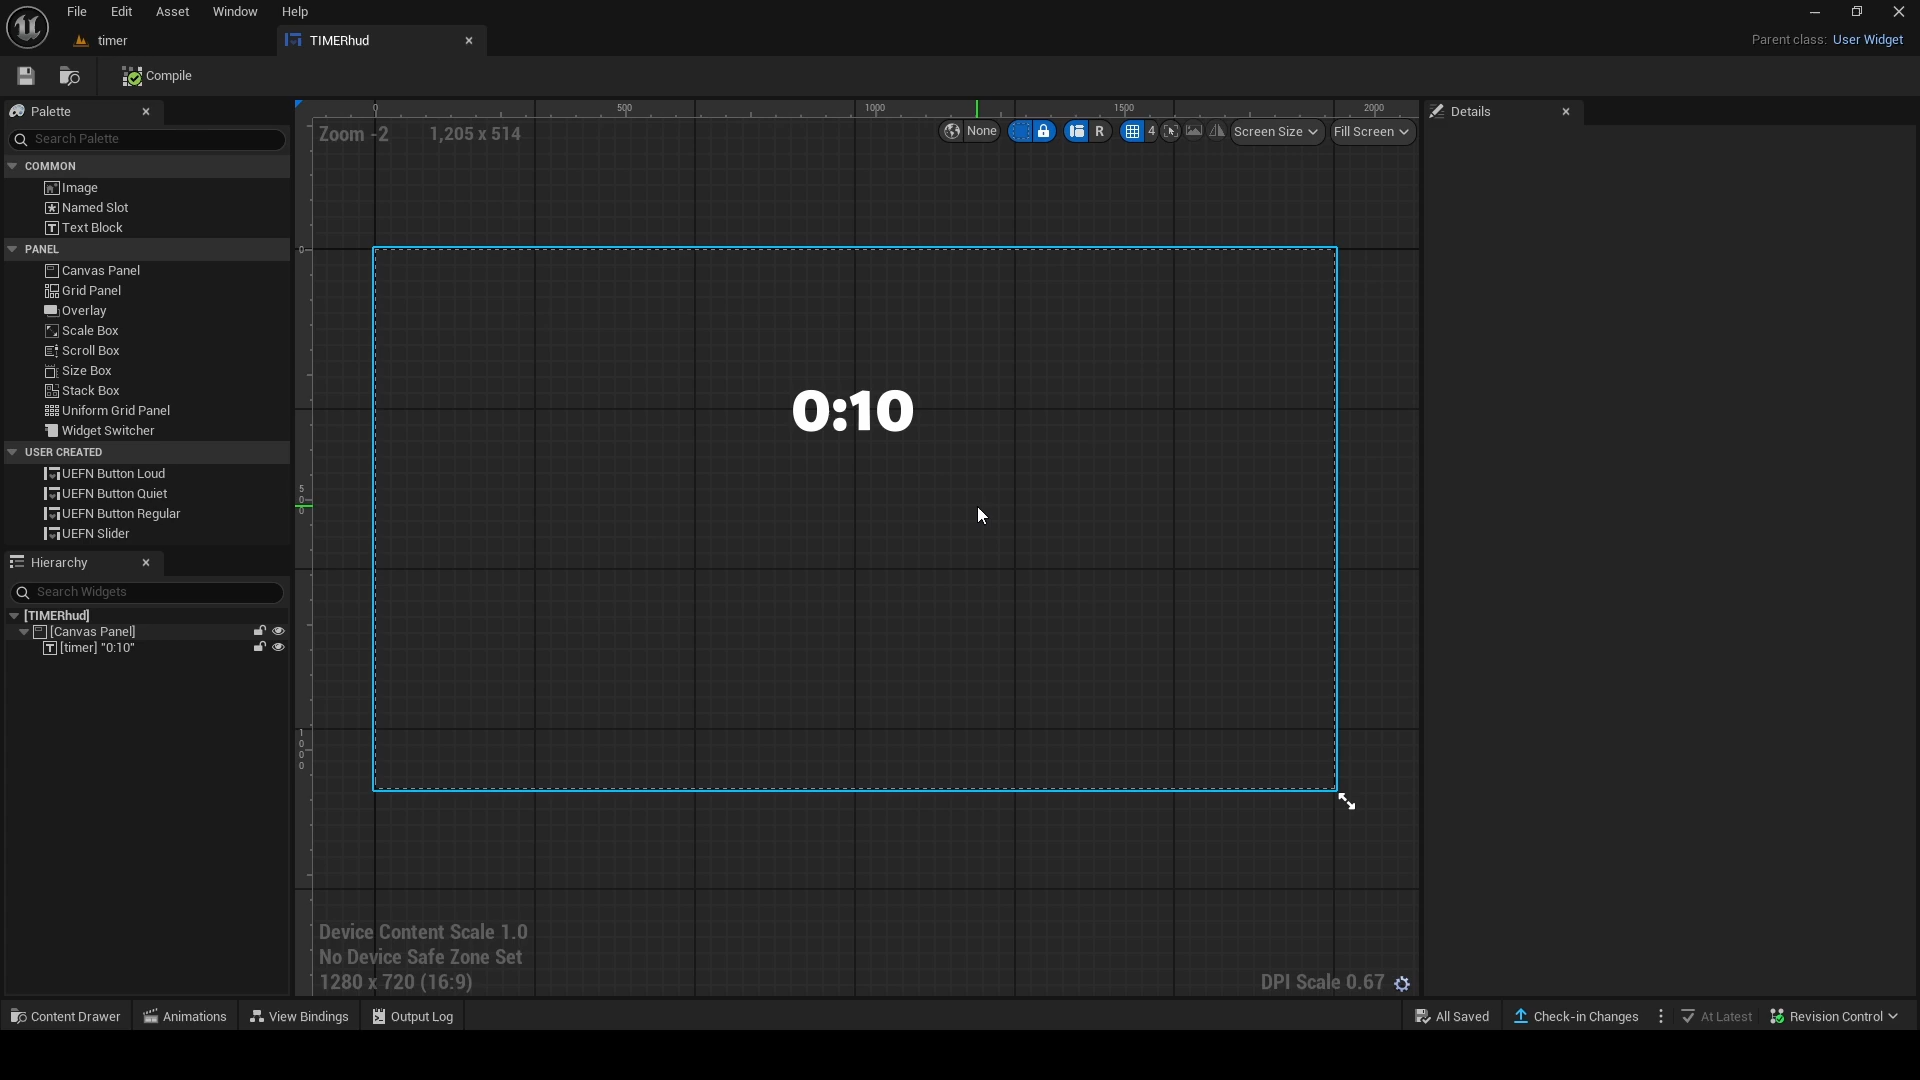 File Edit Asset Window Help
timer
TIMERhud
Parent class: User Widget
Compile
Palette
Search Palette
COMMON
Image
Named Slot
Text Block
PANEL
Canvas Panel
Grid Panel
Overlay
Scale Box
Scroll Box
Size Box
Stack Box
Uniform Grid Panel
Widget Switcher
USER CREATED
UEFN Button Loud
UEFN Button Quiet
UEFN Button Regular
UEFN Slider
Hierarchy
Search Widgets
[TIMERhud]
[Canvas Panel]
[timer] "0:10"
0 500 1000 1500 2000
Zoom -2 1,205 x 514
None R 4 Screen Size Fill Screen
0
500
1000
0:10
Device Content Scale 1.0
No Device Safe Zone Set
1280 x 720 (16:9)
DPI Scale 0.67
Details
Content Drawer Animations View Bindings Output Log All Saved Check-in Changes At Latest Revision Control